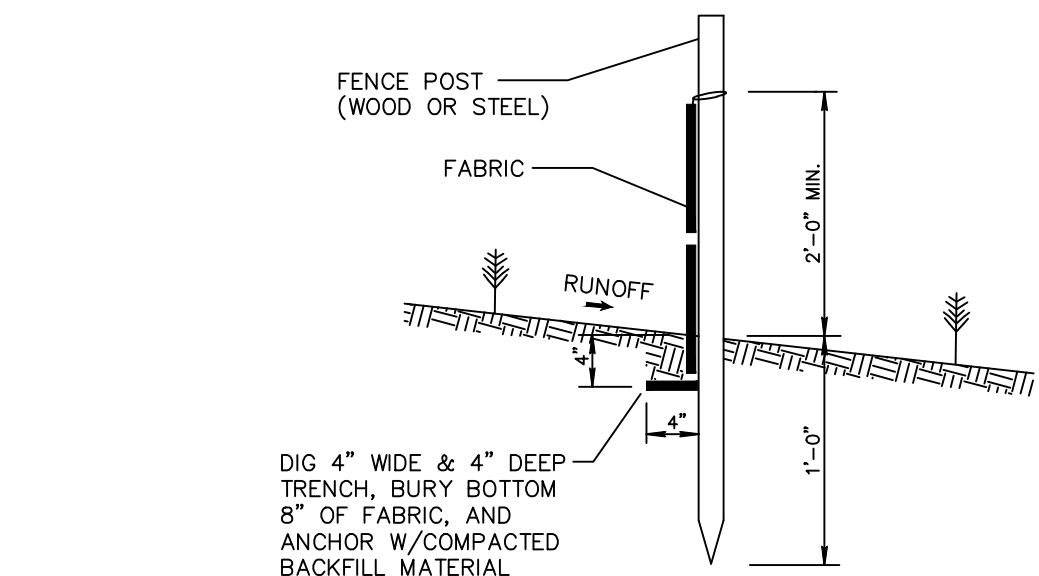 FENCE POST
(WOOD OR STEEL)
FABRIC
2'-0" MIN.
RUNOFF
4"
4"
1'-0"
DIG 4" WIDE & 4" DEEP
TRENCH, BURY BOTTOM
8" OF FABRIC, AND
ANCHOR W/COMPACTED
BACKFILL MATERIAL